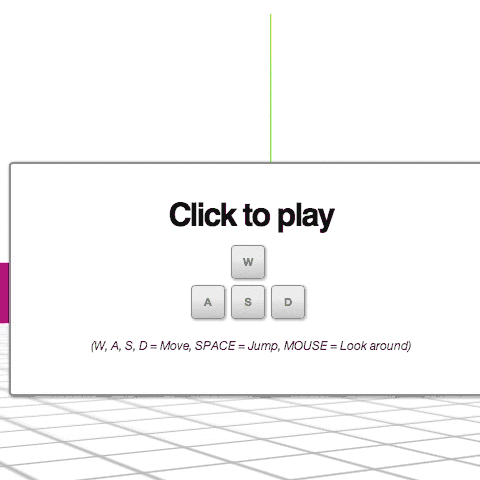 Click to play
W
A S D
(W, A, S, D = Move, SPACE = Jump, MOUSE = Look around)